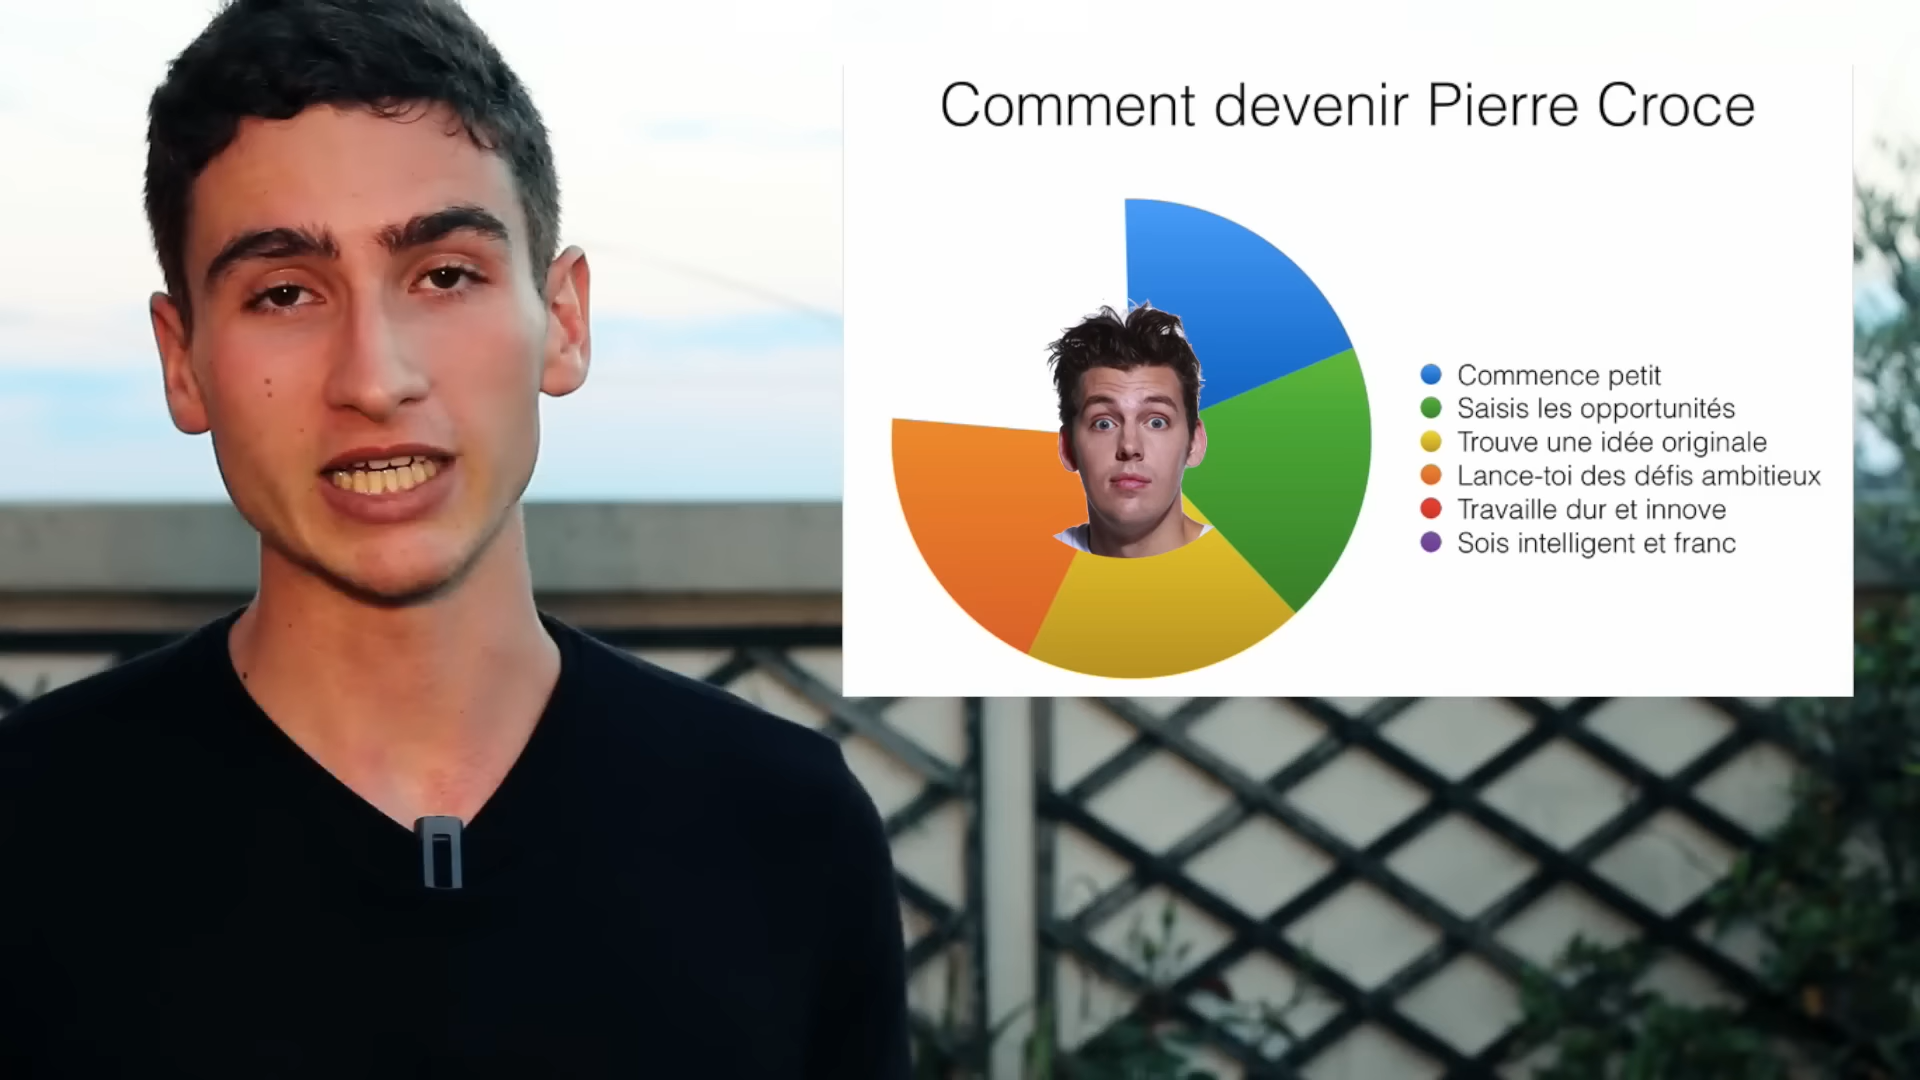 Comment devenir Pierre Croce
Commence petit
Saisis les opportunités
Trouve une idée originale
Lance-toi des défis ambitieux
Travaille dur et innove
Sois intelligent et franc